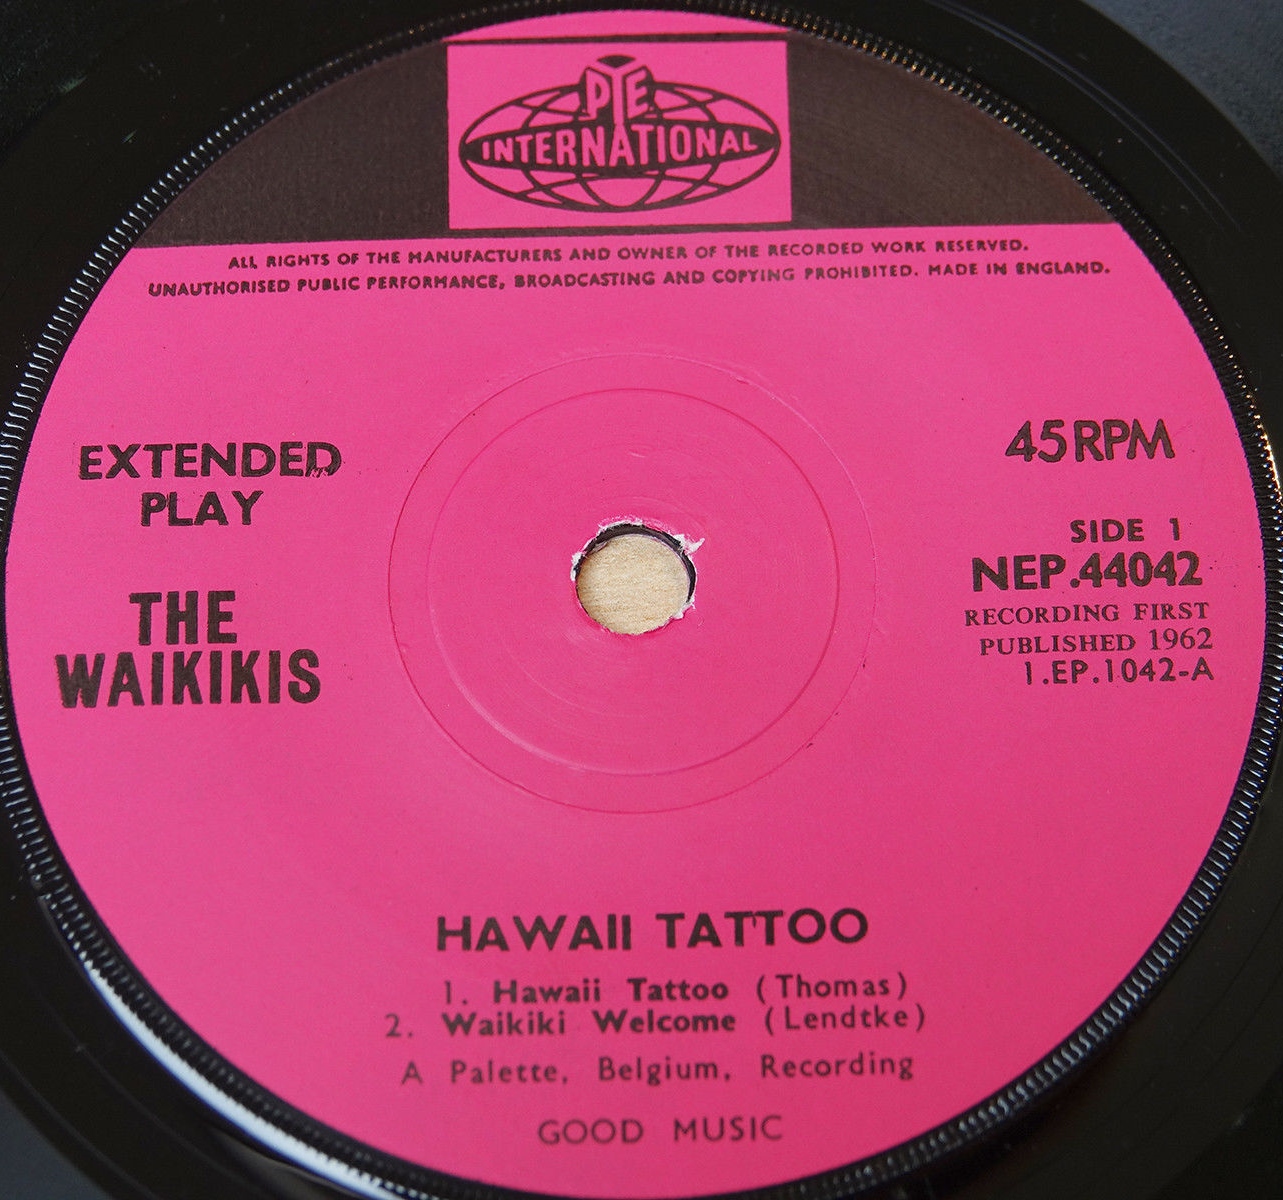 PYE
INTERNATIONAL
ALL RIGHTS OF THE MANUFACTURERS AND OWNER OF THE RECORDED WORK RESERVED.
UNAUTHORISED PUBLIC PERFORMANCE, BROADCASTING AND COPYING PROHIBITED. MADE IN ENGLAND.
EXTENDED
PLAY
THE
WAIKIKIS
45 RPM
SIDE 1
NEP.44042
RECORDING FIRST
PUBLISHED 1962
1.EP.1042-A
HAWAII TATTOO
1. Hawaii Tattoo (Thomas)
2. Waikiki Welcome (Lendtke)
A Palette, Belgium, Recording
GOOD MUSIC